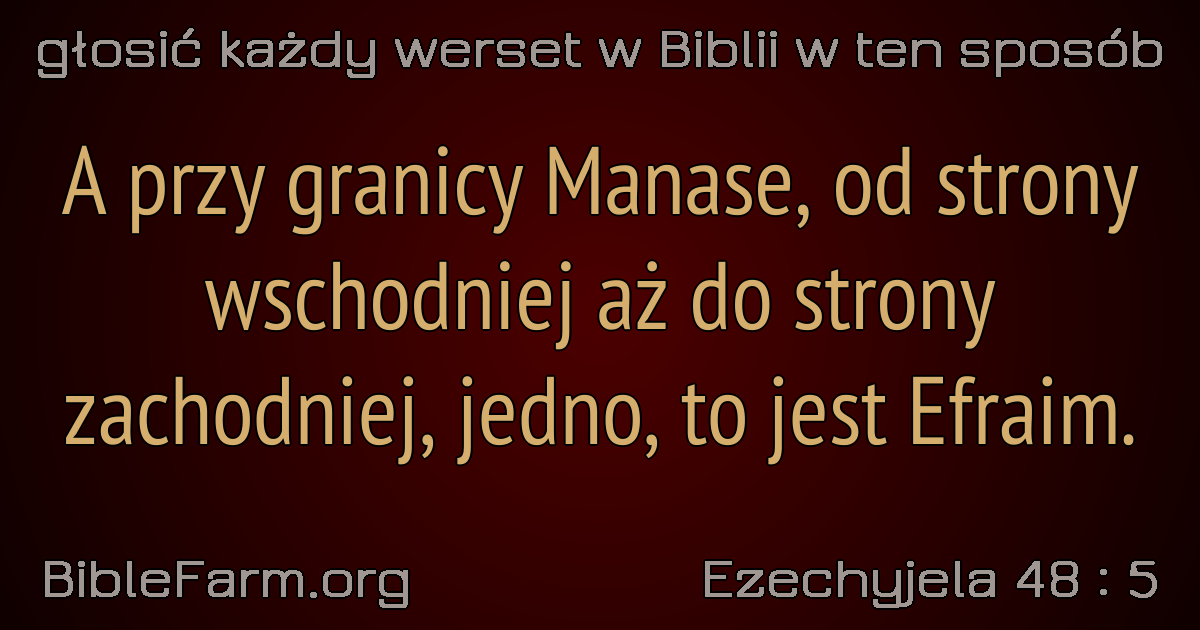 głosić każdy werset w Biblii w ten sposób
A przy granicy Manase, od strony
wschodniej aż do strony
zachodniej, jedno, to jest Efraim.
BibleFarm.org
Ezechyjela 48 : 5